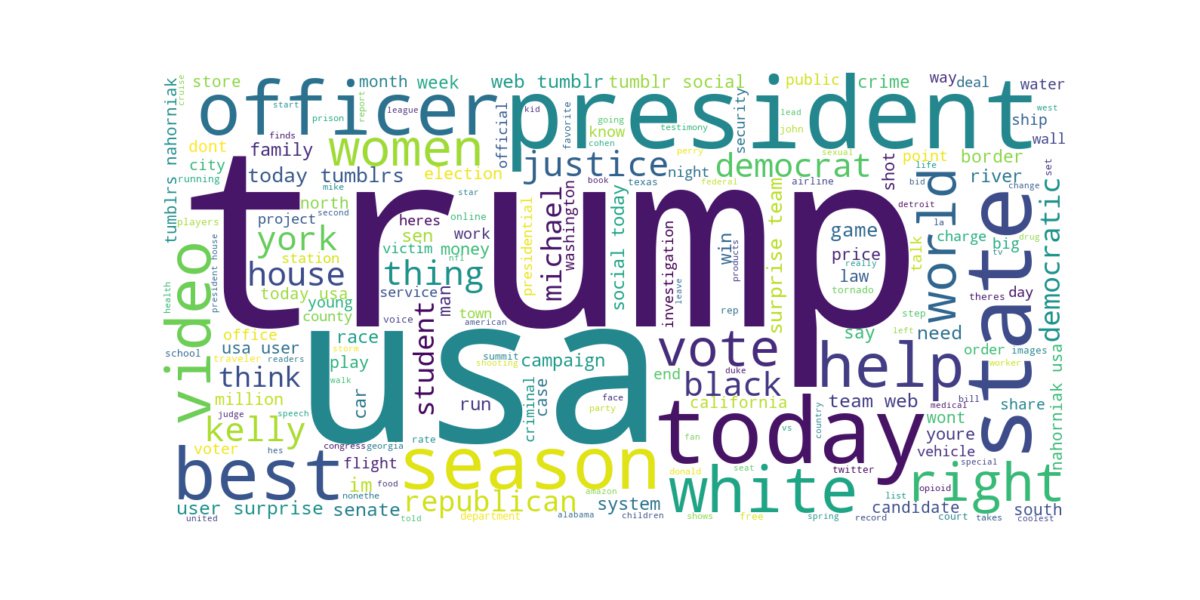 trump
usa
president
today
state
officer
season
best
video
white
right
help
world
women
vote
justice
democrat
york
house
kelly
black
thing
think
republican
student
michael
democratic
today tumblrs
tumblrs nahorniak
nahorniak usa
usa user
user surprise
surprise team
team web
web tumblr
tumblr social
social today
today usa
store
month
week
public
crime
way
deal
water
ship
wall
west
cruise
start
report
league
prison
finds
kid
favorite
going
know
cohen
official
testimony
lead
john
security
dont
city
family
election
night
perry
sexual
point
border
river
set
running
mike
star
book
texas
federal
airline
shot
life
bid
change
north
players
project
second
heres
online
sen
work
presidential
washington
win
products
game
price
really
law
tornado
talk
detroit
la
charge
big
drug
tv
station
victim
money
nfl
health
president house
young
service
man
leave
investigation
theres
day
county
voice
american
town
rep
step
office
storm
race
say
left
need
order
images
worker
school
traveler
readers
play
walk
summit
shooting
campaign
end
duke
million
car
run
criminal
case
face
party
california
vs
country
medical
bill
share
judge
speech
rate
fan
wont
youre
voter
hes
congress
georgia
vehicle
flight
donald
seat
twitter
special
im
nonethe
food
amazon
list
opioid
senate
system
candidate
south
united
told
department
alabama
children
shows
free
spring
record
court
takes
coolest